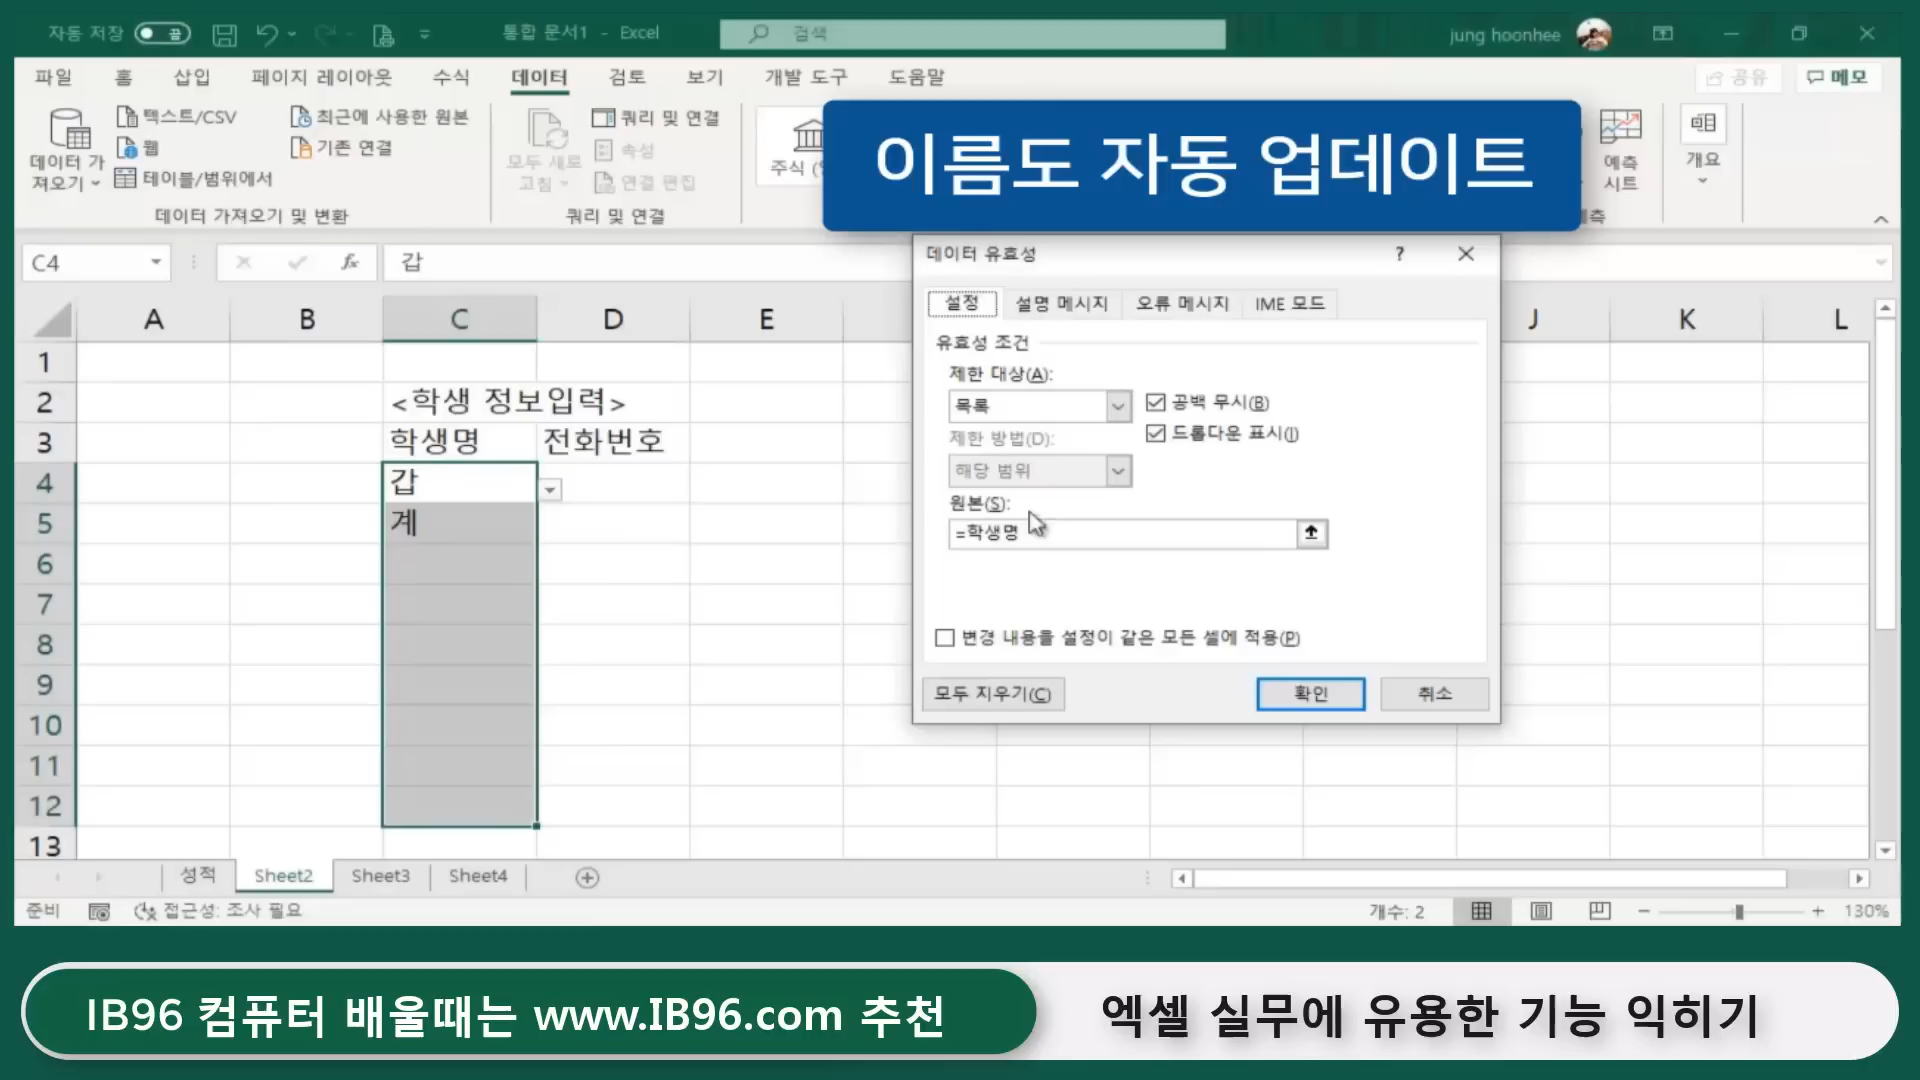 자동 저장 끔 통합 문서1 - Excel 검색 jung hoonhee
파일 홈 삽입 페이지 레이아웃 수식 데이터 검토 보기 개발 도구 도움말 공유 메모
데이터 가
져오기
텍스트/CSV
웹
테이블/범위에서
최근에 사용한 원본
기존 연결
데이터 가져오기 및 변환
모두 새로
고침
쿼리 및 연결
속성
연결 편집
쿼리 및 연결
주식 (
이름도 자동 업데이트
예측
시트
측
개요
C4 fx 갑
A B C D E J K L
1
2 <학생 정보입력>
3 학생명 전화번호
4 갑
5 계
6
7
8
9
10
11
12
13
데이터 유효성 ?
설정 설명 메시지 오류 메시지 IME 모드
유효성 조건
제한 대상(A):
목록 공백 무시(B)
제한 방법(D): 드롭다운 표시(I)
해당 범위
원본(S):
=학생명
변경 내용을 설정이 같은 모든 셀에 적용(P)
모두 지우기(C) 확인 취소
성적 Sheet2 Sheet3 Sheet4
준비 접근성: 조사 필요 개수: 2 130%
IB96 컴퓨터 배울때는 www.IB96.com 추천
엑셀 실무에 유용한 기능 익히기